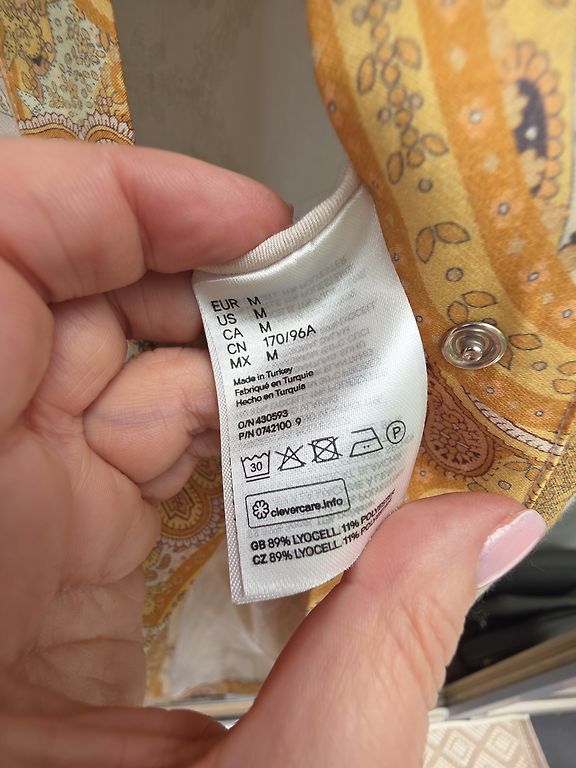 EUR M
US M
CA M
CN 170/96A
MX M
Made in Turkey
Fabriqué en Turquie
Hecho en Turquía
O/N 430593
P/N 0742100 9
30
P
clevercare.info
GB 89% LYOCELL. 11% POLYESTER
CZ 89% LYOCELL. 11%